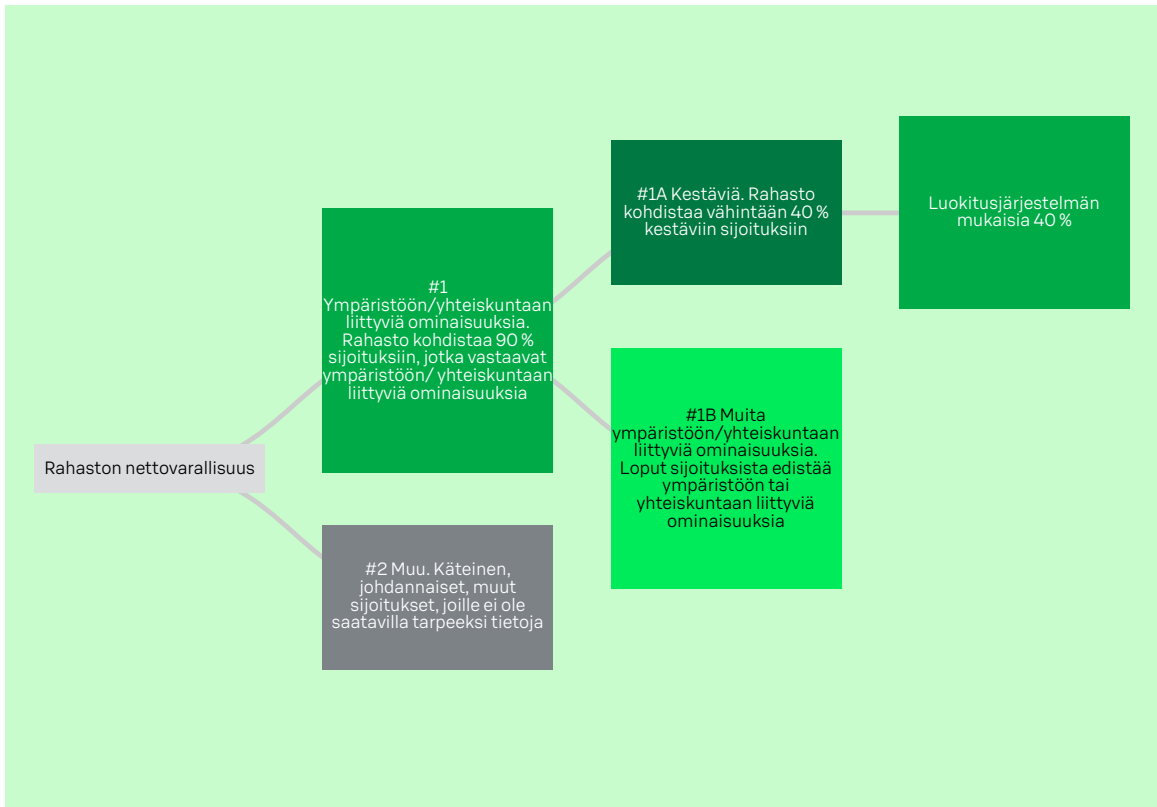 Rahaston nettovarallisuus
#1
Ympäristöön/yhteiskuntaan
liittyviä ominaisuuksia.
Rahasto kohdistaa 90 %
sijoituksiin, jotka vastaavat
ympäristöön/ yhteiskuntaan
liittyviä ominaisuuksia
#2 Muu. Käteinen,
johdannaiset, muut
sijoitukset, joille ei ole
saatavilla tarpeeksi tietoja
#1A Kestäviä. Rahasto
kohdistaa vähintään 40 %
kestäviin sijoituksiin
#1B Muita
ympäristöön/yhteiskuntaan
liittyviä ominaisuuksia.
Loput sijoituksista edistää
ympäristöön tai
yhteiskuntaan liittyviä
ominaisuuksia
Luokitusjärjestelmän
mukaisia 40 %